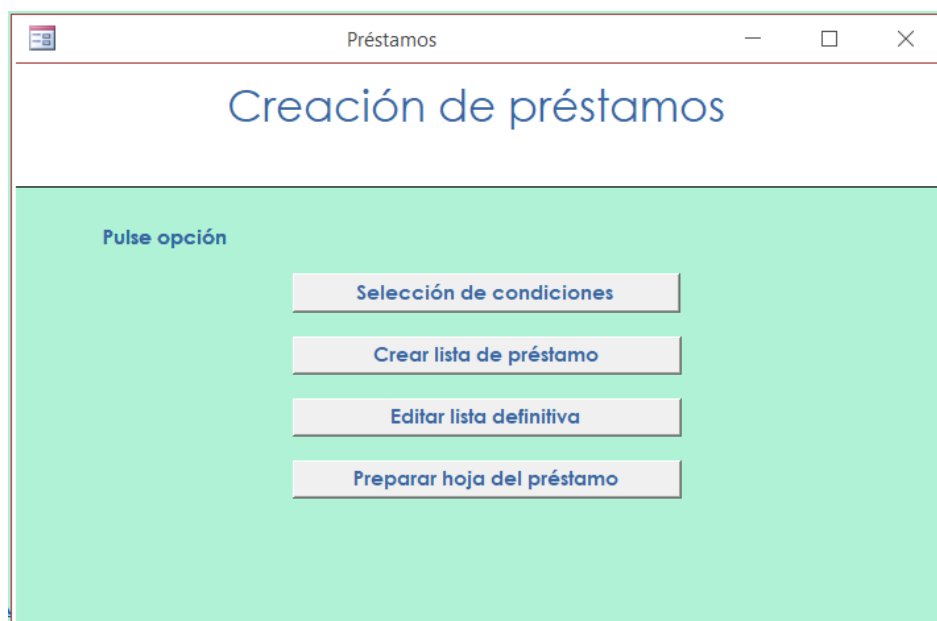 Préstamos
Creación de préstamos
Pulse opción
Selección de condiciones
Crear lista de préstamo
Editar lista definitiva
Preparar hoja del préstamo